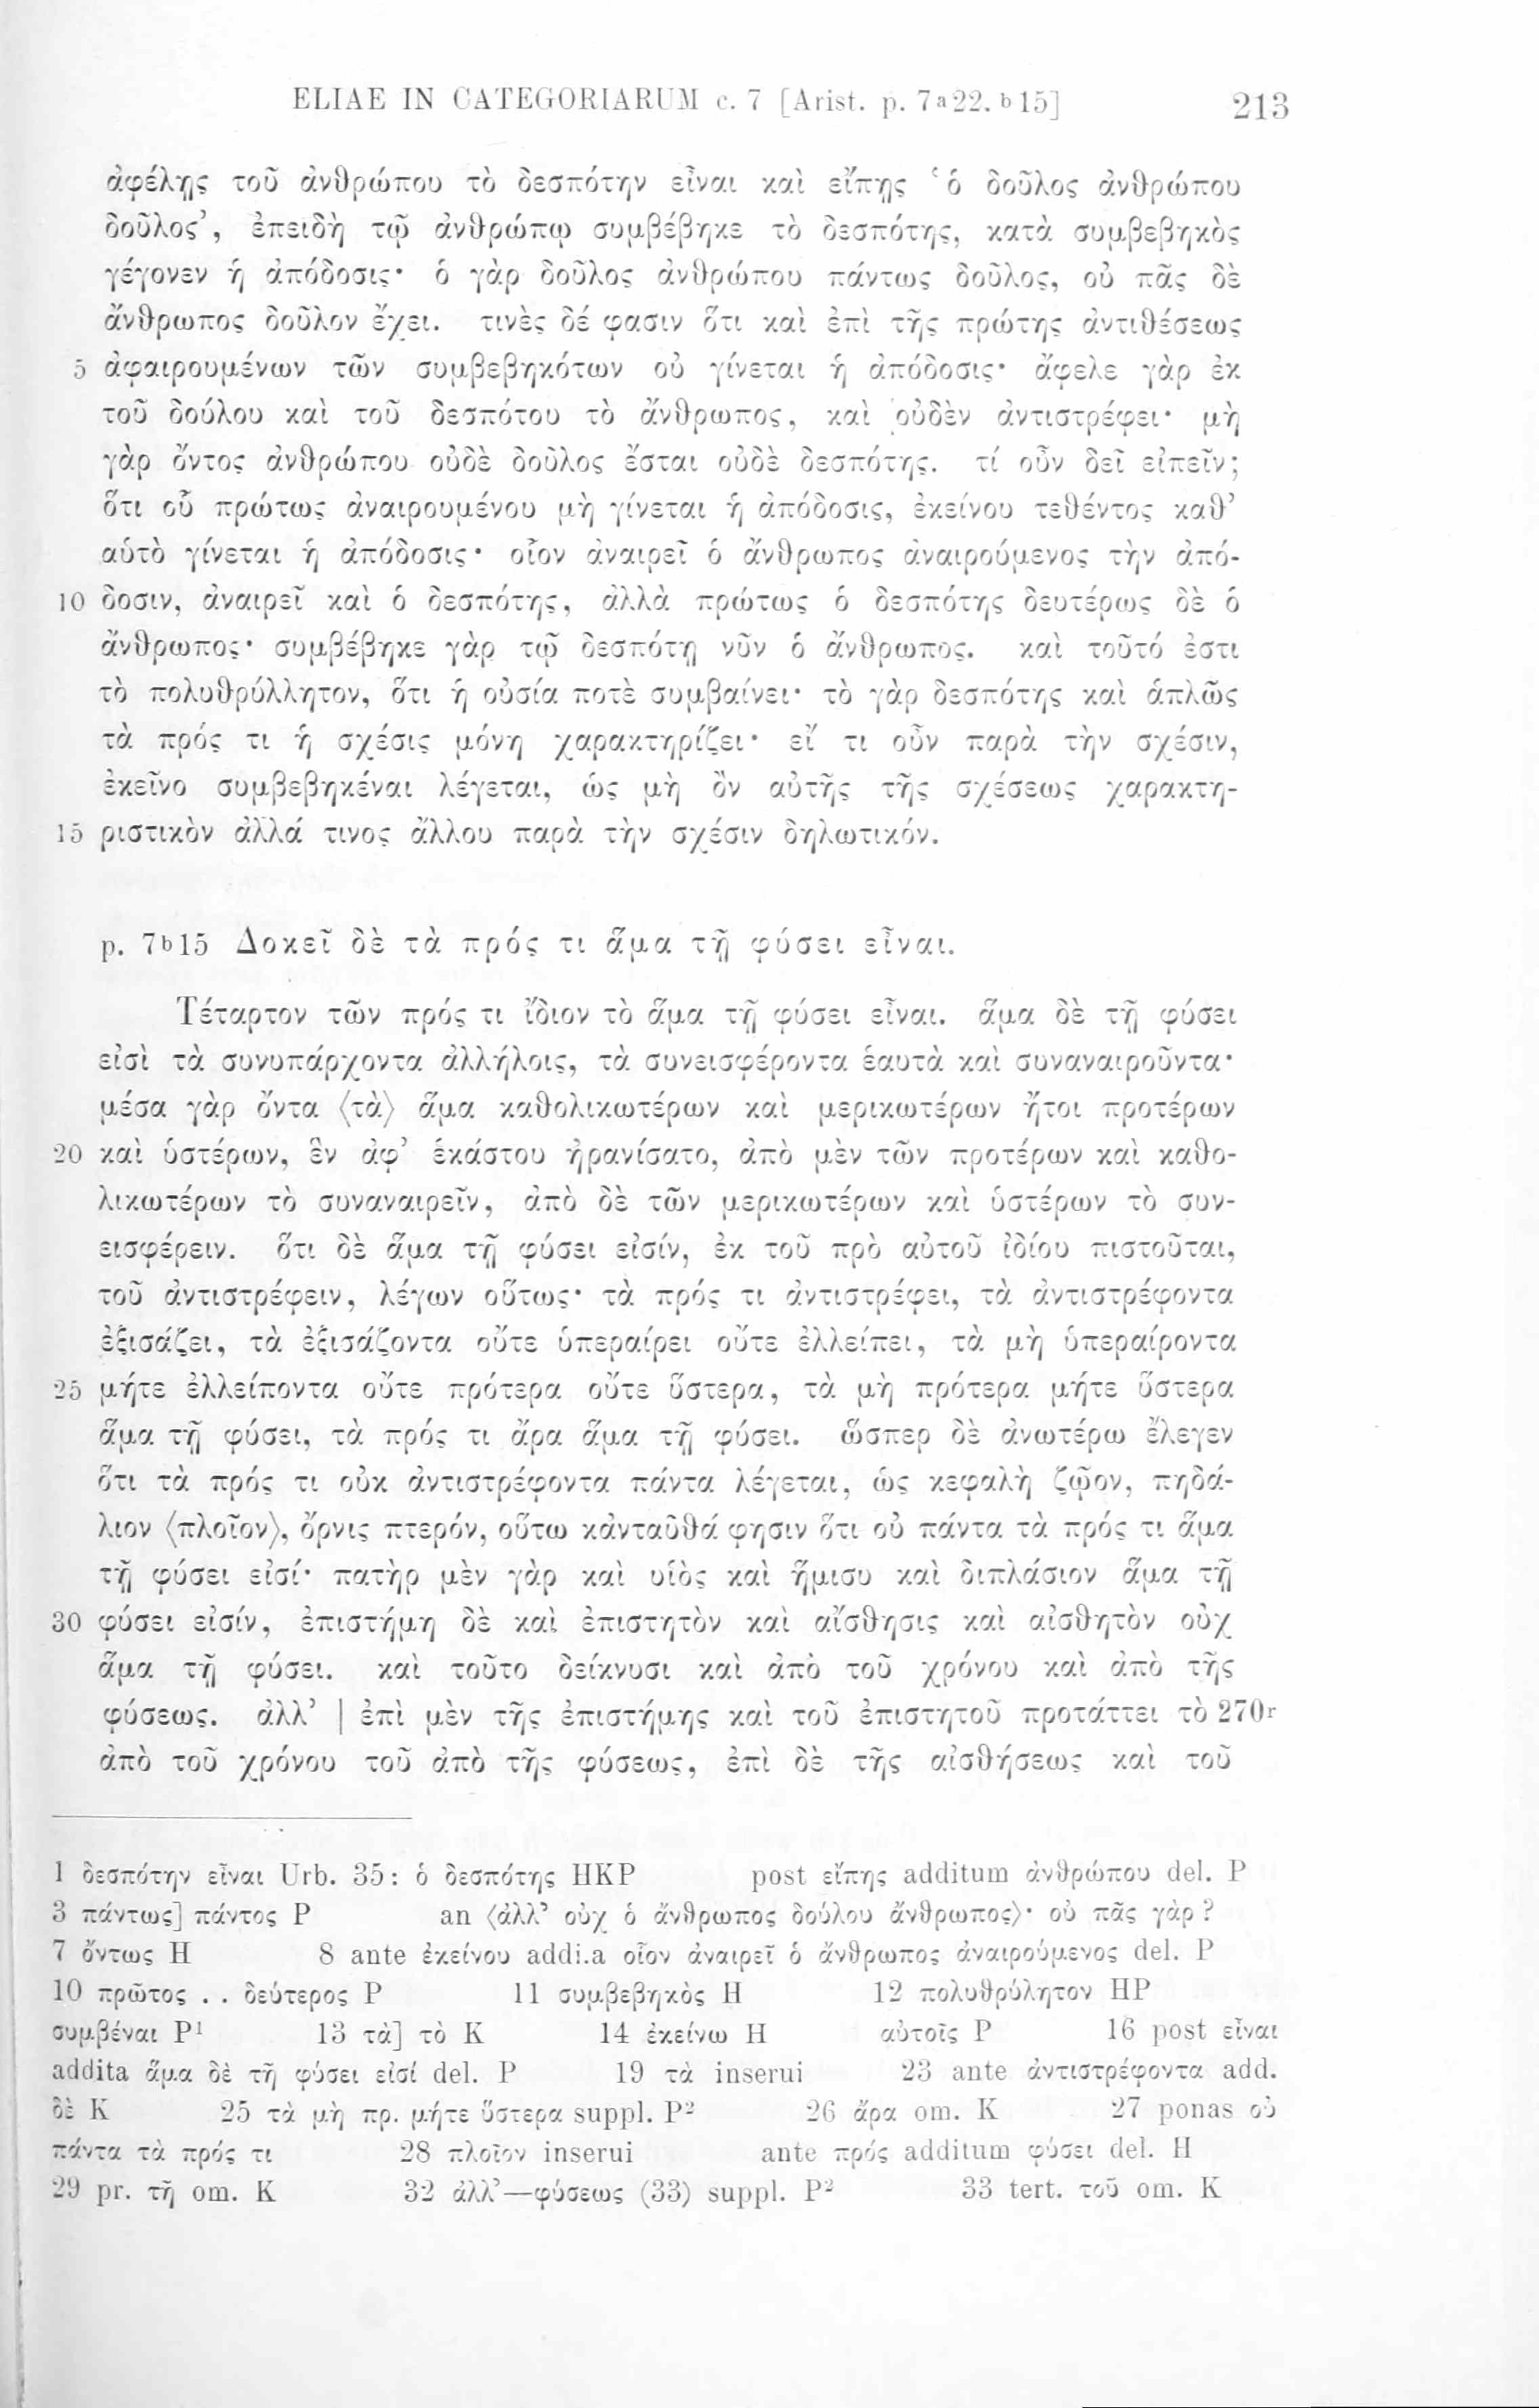 ELIAE IN CATEGORIARUM c. 7 [Arist. p. 7a22. b15] 213
ἀφέλῃς τοῦ ἀνθρώπου τὸ δεσπότην εἶναι καὶ εἴπῃς ‘ὁ δοῦλος ἀνθρώπου
δοῦλος’, ἐπειδὴ τῷ ἀνθρώπῳ συμβέβηκε τὸ δεσπότης, κατὰ συμβεβηκὸς
γέγονεν ἡ ἀπόδοσις· ὁ γὰρ δοῦλος ἀνθρώπου πάντως δοῦλος, οὐ πᾶς δὲ
ἄνθρωπος δοῦλον ἔχει. τινὲς δέ φασιν ὅτι καὶ ἐπὶ τῆς πρώτης ἀντιθέσεως
5 ἀφαιρουμένων τῶν συμβεβηκότων οὐ γίνεται ἡ ἀπόδοσις· ἄφελε γὰρ ἐκ
τοῦ δούλου καὶ τοῦ δεσπότου τὸ ἄνθρωπος, καὶ οὐδὲν ἀντιστρέφει· μὴ
γὰρ ὄντος ἀνθρώπου οὐδὲ δοῦλος ἔσται οὐδὲ δεσπότης. τί οὖν δεῖ εἰπεῖν;
ὅτι οὗ πρώτως ἀναιρουμένου μὴ γίνεται ἡ ἀπόδοσις, ἐκείνου τεθέντος καθ’
αὑτὸ γίνεται ἡ ἀπόδοσις· οἷον ἀναιρεῖ ὁ ἄνθρωπος ἀναιρούμενος τὴν ἀπό-
10 δοσιν, ἀναιρεῖ καὶ ὁ δεσπότης, ἀλλὰ πρώτως ὁ δεσπότης δευτέρως δὲ ὁ
ἄνθρωπος· συμβέβηκε γὰρ τῷ δεσπότῃ νῦν ὁ ἄνθρωπος. καὶ τοῦτό ἐστι
τὸ πολυθρύλλητον, ὅτι ἡ οὐσία ποτὲ συμβαίνει· τὸ γὰρ δεσπότης καὶ ἁπλῶς
τὰ πρός τι ἡ σχέσις μόνη χαρακτηρίζει· εἴ τι οὖν παρὰ τὴν σχέσιν,
ἐκεῖνο συμβεβηκέναι λέγεται, ὡς μὴ ὂν αὐτῆς τῆς σχέσεως χαρακτη-
15 ριστικὸν ἀλλά τινος ἄλλου παρὰ τὴν σχέσιν δηλωτικόν.
p. 7b15 Δοκεῖ δὲ τὰ πρός τι ἅμα τῇ φύσει εἶναι.
Τέταρτον τῶν πρός τι ἴδιον τὸ ἅμα τῇ φύσει εἶναι. ἅμα δὲ τῇ φύσει
εἰσὶ τὰ συνυπάρχοντα ἀλλήλοις, τὰ συνεισφέροντα ἑαυτὰ καὶ συναναιροῦντα·
μέσα γὰρ ὄντα ⟨τὰ⟩ ἅμα καθολικωτέρων καὶ μερικωτέρων ἤτοι προτέρων
20 καὶ ὑστέρων, ἓν ἀφ’ ἑκάστου ἠρανίσατο, ἀπὸ μὲν τῶν προτέρων καὶ καθο-
λικωτέρων τὸ συναναιρεῖν, ἀπὸ δὲ τῶν μερικωτέρων καὶ ὑστέρων τὸ συν-
εισφέρειν. ὅτι δὲ ἅμα τῇ φύσει εἰσίν, ἐκ τοῦ πρὸ αὐτοῦ ἰδίου πιστοῦται,
τοῦ ἀντιστρέφειν, λέγων οὕτως· τὰ πρός τι ἀντιστρέφει, τὰ ἀντιστρέφοντα
ἐξισάζει, τὰ ἐξισάζοντα οὔτε ὑπεραίρει οὔτε ἐλλείπει, τὰ μὴ ὑπεραίροντα
25 μήτε ἐλλείποντα οὔτε πρότερα οὔτε ὕστερα, τὰ μὴ πρότερα μήτε ὕστερα
ἅμα τῇ φύσει, τὰ πρός τι ἄρα ἅμα τῇ φύσει. ὥσπερ δὲ ἀνωτέρω ἔλεγεν
ὅτι τὰ πρός τι οὐκ ἀντιστρέφοντα πάντα λέγεται, ὡς κεφαλὴ ζῷον, πηδά-
λιον ⟨πλοῖον⟩, ὄρνις πτερόν, οὕτω κἀνταῦθά φησιν ὅτι οὐ πάντα τὰ πρός τι ἅμα
τῇ φύσει εἰσί· πατὴρ μὲν γὰρ καὶ υἱὸς καὶ ἥμισυ καὶ διπλάσιον ἅμα τῇ
30 φύσει εἰσίν, ἐπιστήμη δὲ καὶ ἐπιστητὸν καὶ αἴσθησις καὶ αἰσθητὸν οὐχ
ἅμα τῇ φύσει. καὶ τοῦτο δείκνυσι καὶ ἀπὸ τοῦ χρόνου καὶ ἀπὸ τῆς
φύσεως. ἀλλ’ | ἐπὶ μὲν τῆς ἐπιστήμης καὶ τοῦ ἐπιστητοῦ προτάττει τὸ 270r
ἀπὸ τοῦ χρόνου τοῦ ἀπὸ τῆς φύσεως, ἐπὶ δὲ τῆς αἰσθήσεως καὶ τοῦ
1 δεσπότην εἶναι Urb. 35: ὁ δεσπότης HKP post εἴπης additum ἀνθρώπου del. P
3 πάντως] πάντος P an ⟨ἀλλ’ οὐχ ὁ ἄνθρωπος δούλου ἄνθρωπος⟩· οὐ πᾶς γάρ?
7 ὄντως H 8 ante ἐκείνου addi.a οἷον ἀναιρεῖ ὁ ἄνθρωπος ἀναιρούμενος del. P
10 πρῶτος . . δεύτερος P 11 συμβεβηκὸς H 12 πολυθρύλητον HP
συμβέναι P1 13 τὰ] τὸ K 14 ἐκείνω H αὐτοῖς P 16 post εἶναι
addita ἅμα δὲ τῇ φύσει εἰσί del. P 19 τὰ inserui 23 ante ἀντιστρέφοντα add.
δὲ K 25 τὰ μὴ πρ. μήτε ὕστερα suppl. P2 26 ἄρα om. K 27 ponas οὐ
πάντα τὰ πρός τι 28 πλοῖον inserui ante πρός additum φύσει del. H
29 pr. τῇ om. K 32 ἀλλ’—φύσεως (33) suppl. P2 33 tert. τοῦ om. K